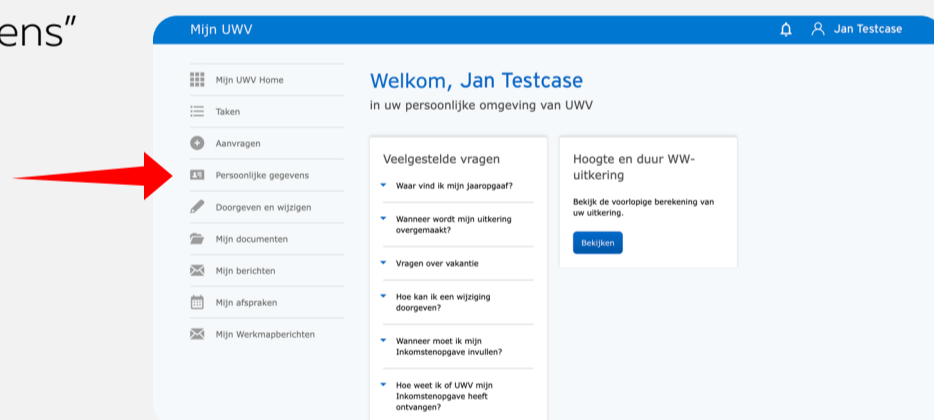 ens”
Mijn UWV
Jan Testcase
Mijn UWV Home
Taken
Aanvragen
Persoonlijke gegevens
Doorgeven en wijzigen
Mijn documenten
Mijn berichten
Mijn afspraken
Mijn Werkmapberichten
Welkom, Jan Testcase
in uw persoonlijke omgeving van UWV
Veelgestelde vragen
Waar vind ik mijn jaaropgaaf?
Wanneer wordt mijn uitkering
overgemaakt?
Vragen over vakantie
Hoe kan ik een wijziging
doorgeven?
Wanneer moet ik mijn
Inkomstenopgave invullen?
Hoe weet ik of UWV mijn
Inkomstenopgave heeft
ontvangen?
Hoogte en duur WW-
uitkering
Bekijk de voorlopige berekening van
uw uitkering.
Bekijken